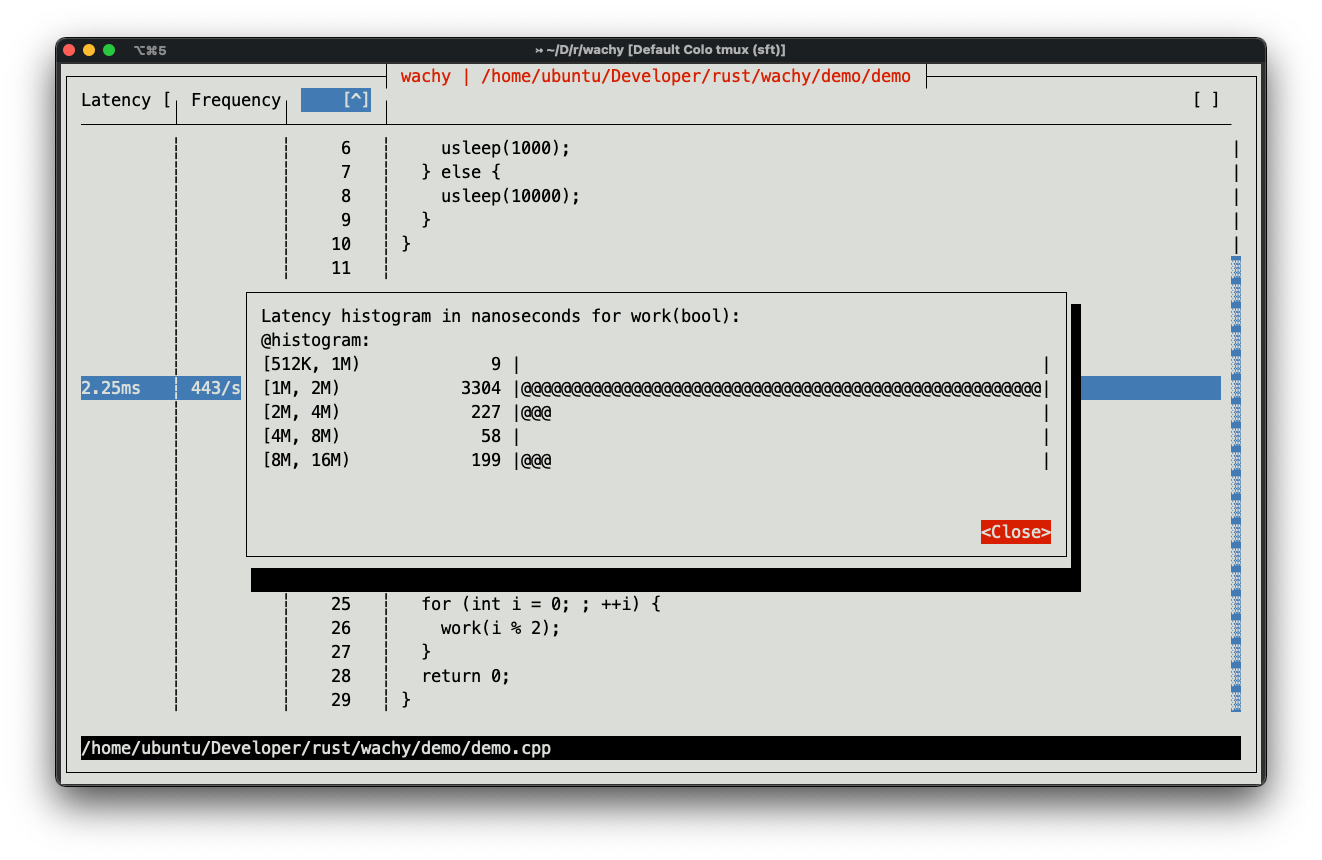 ⌥⌘5 ↣ ~/D/r/wachy [Default Colo tmux (sft)]
wachy | /home/ubuntu/Developer/rust/wachy/demo/demo
Latency [ Frequency [^] [ ]
6 usleep(1000);
7 } else {
8 usleep(10000);
9 }
10 }
11
Latency histogram in nanoseconds for work(bool):
@histogram:
[512K, 1M) 9 | |
2.25ms 443/s [1M, 2M) 3304 |@@@@@@@@@@@@@@@@@@@@@@@@@@@@@@@@@@@@@@@@@@@@@@@@@@@@|
[2M, 4M) 227 |@@@ |
[4M, 8M) 58 | |
[8M, 16M) 199 |@@@ |
<Close>
25 for (int i = 0; ; ++i) {
26 work(i % 2);
27 }
28 return 0;
29 }
/home/ubuntu/Developer/rust/wachy/demo/demo.cpp